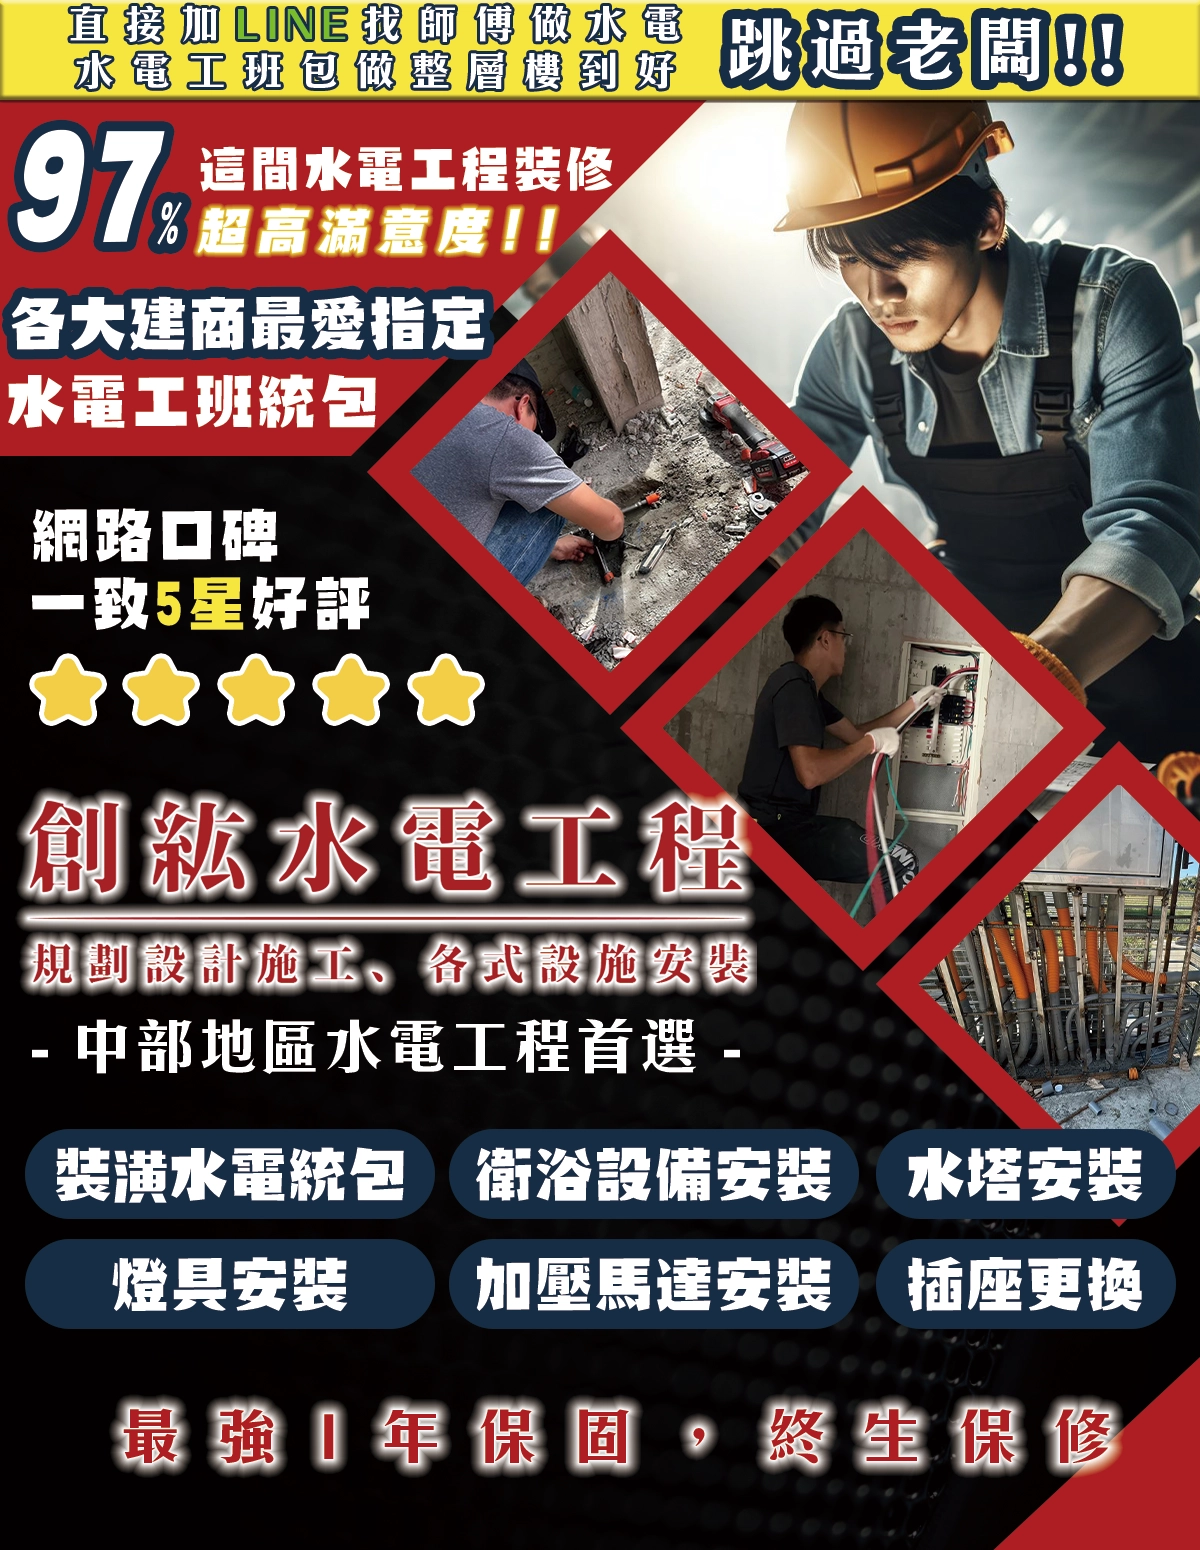 直接加LINE找師傅做水電
水電工班包做整層樓到好
跳過老闆!!
97%
這間水電工程裝修
超高滿意度!!
各大建商最愛指定
水電工班統包
網路口碑
一致5星好評
創紘水電工程
規劃設計施工、各式設施安裝
- 中部地區水電工程首選 -
裝潢水電統包
衛浴設備安裝
水塔安裝
燈具安裝
加壓馬達安裝
插座更換
最強1年保固，終生保修